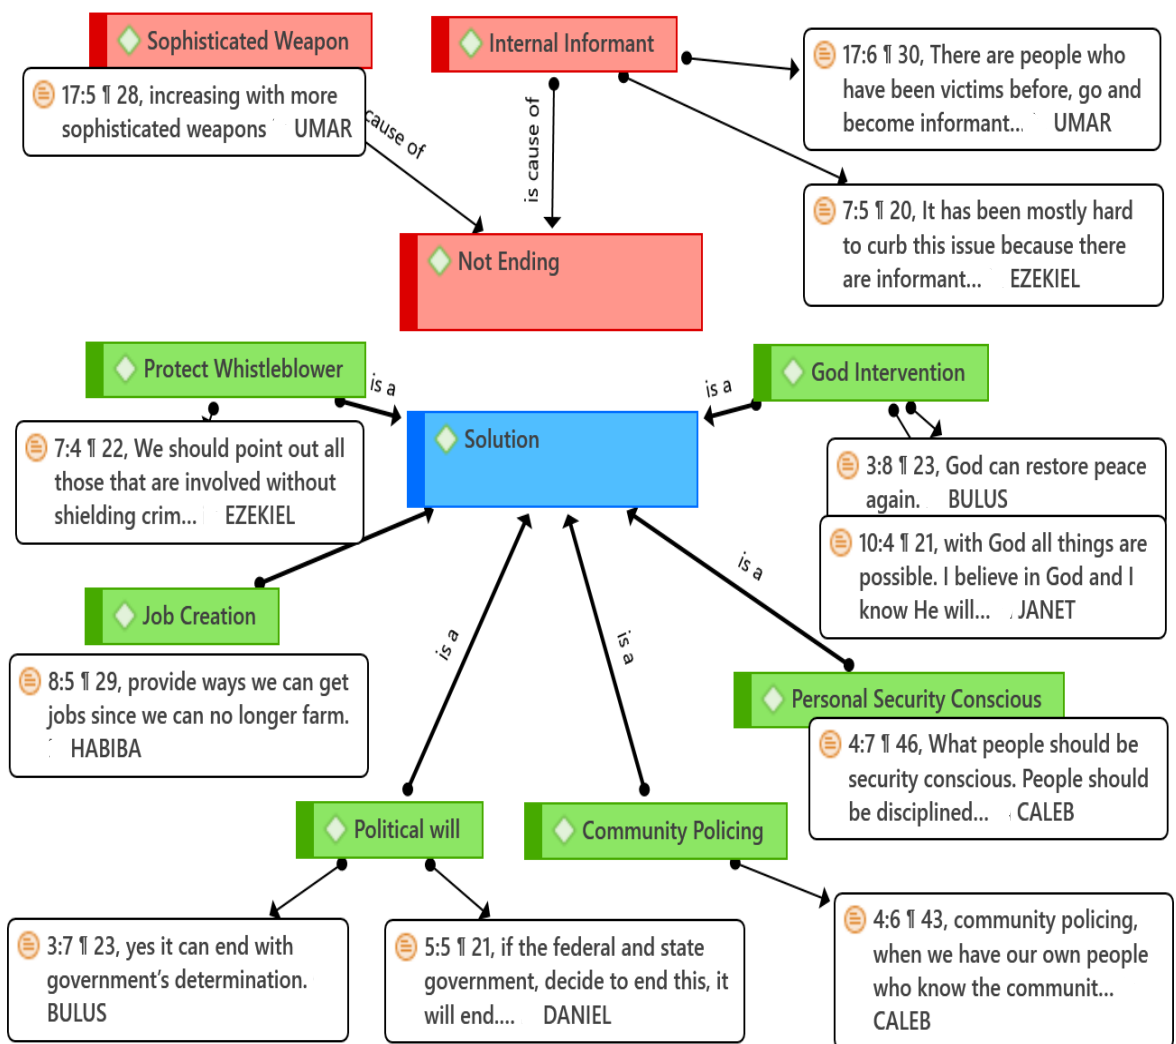 Sophisticated Weapon
17:5 ¶ 28, increasing with more
sophisticated weapons UMAR
cause of
Internal Informant
is cause of
17:6 ¶ 30, There are people who
have been victims before, go and
become informant... UMAR
7:5 ¶ 20, It has been mostly hard
to curb this issue because there
are informant... EZEKIEL
Not Ending
Protect Whistleblower
is a
7:4 ¶ 22, We should point out all
those that are involved without
shielding crim... EZEKIEL
Solution
is a
God Intervention
3:8 ¶ 23, God can restore peace
again. BULUS
10:4 ¶ 21, with God all things are
possible. I believe in God and I
know He will... JANET
Job Creation
8:5 ¶ 29, provide ways we can get
jobs since we can no longer farm.
HABIBA
is a
is a
is a
Personal Security Conscious
4:7 ¶ 46, What people should be
security conscious. People should
be disciplined... CALEB
Political will
3:7 ¶ 23, yes it can end with
government’s determination.
BULUS
5:5 ¶ 21, if the federal and state
government, decide to end this, it
will end.... DANIEL
Community Policing
4:6 ¶ 43, community policing,
when we have our own people
who know the communit...
CALEB